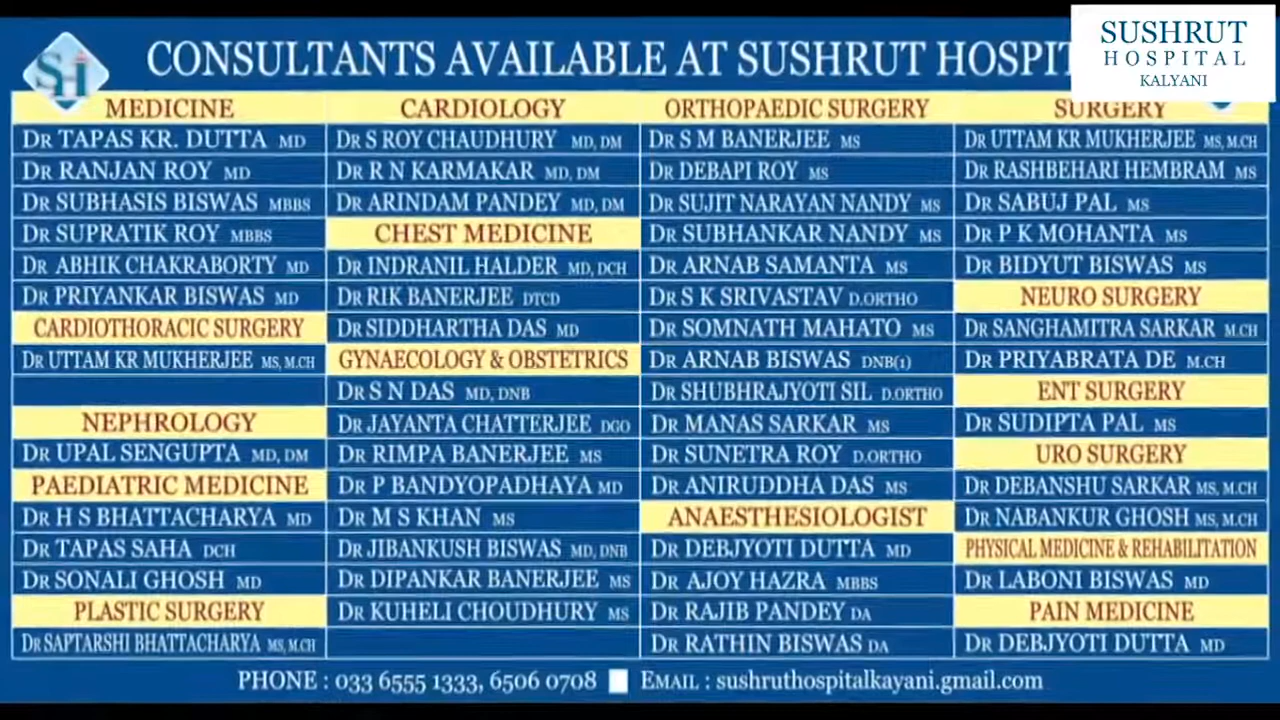 SUSHRUT
HOSPITAL
KALYANI
CONSULTANTS AVAILABLE AT SUSHRUT
MEDICINE
DR TAPAS KR. DUTTA MD
DR RANJAN ROY MD
DR SUBHASIS BISWAS MBBS
DR SUPRATIK ROY MBBS
DR ABHIK CHAKRABORTY MD
DR PRIYANKAR BISWAS MD
CARDIOTHORACIC SURGERY
DR UTTAM KR MUKHERJEE MS, M.CH
NEPHROLOGY
DR UPAL SENGUPTA MD, DM
PAEDIATRIC MEDICINE
DR H S BHATTACHARYA MD
DR TAPAS SAHA DCH
DR SONALI GHOSH MD
PLASTIC SURGERY
DR SAPTARSHI BHATTACHARYA MS, M.CH
CARDIOLOGY
DR S ROY CHAUDHURY MD, DM
DR R N KARMAKAR MD, DM
DR ARINDAM PANDEY MD, DM
CHEST MEDICINE
DR INDRANIL HALDER MD, DCH
DR RIK BANERJEE DTCD
DR SIDDHARTHA DAS MD
GYNAECOLOGY & OBSTETRICS
DR S N DAS MD, DNB
DR JAYANTA CHATTERJEE DGO
DR RIMPA BANERJEE MS
DR P BANDYOPADHAYA MD
DR M S KHAN MS
DR JIBANKUSH BISWAS MD, DNB
DR DIPANKAR BANERJEE MS
DR KUHELI CHOUDHURY MS
ORTHOPAEDIC SURGERY
DR S M BANERJEE MS
DR DEBAPI ROY MS
DR SUJIT NARAYAN NANDY MS
DR SUBHANKAR NANDY MS
DR ARNAB SAMANTA MS
DR S K SRIVASTAV D.ORTHO
DR SOMNATH MAHATO MS
DR ARNAB BISWAS DNB(1)
DR SHUBHRAJYOTI SIL D.ORTHO
DR MANAS SARKAR MS
DR SUNETRA ROY D.ORTHO
DR ANIRUDDHA DAS MS
ANAESTHESIOLOGIST
DR DEBJYOTI DUTTA MD
DR AJOY HAZRA MBBS
DR RAJIB PANDEY DA
DR RATHIN BISWAS DA
SURGERY
DR UTTAM KR MUKHERJEE MS, M.CH
DR RASHBEHARI HEMBRAM MS
DR SABUJ PAL MS
DR P K MOHANTA MS
DR BIDYUT BISWAS MS
NEURO SURGERY
DR SANGHAMITRA SARKAR M.CH
DR PRIYABRATA DE M.CH
ENT SURGERY
DR SUDIPTA PAL MS
URO SURGERY
DR DEBANSHU SARKAR MS, M.CH
DR NABANKUR GHOSH MS, M.CH
PHYSICAL MEDICINE & REHABILITATION
DR LABONI BISWAS MD
PAIN MEDICINE
DR DEBJYOTI DUTTA MD
PHONE : 033 6555 1333, 6506 0708 EMAIL : sushruthospitalkayani.gmail.com